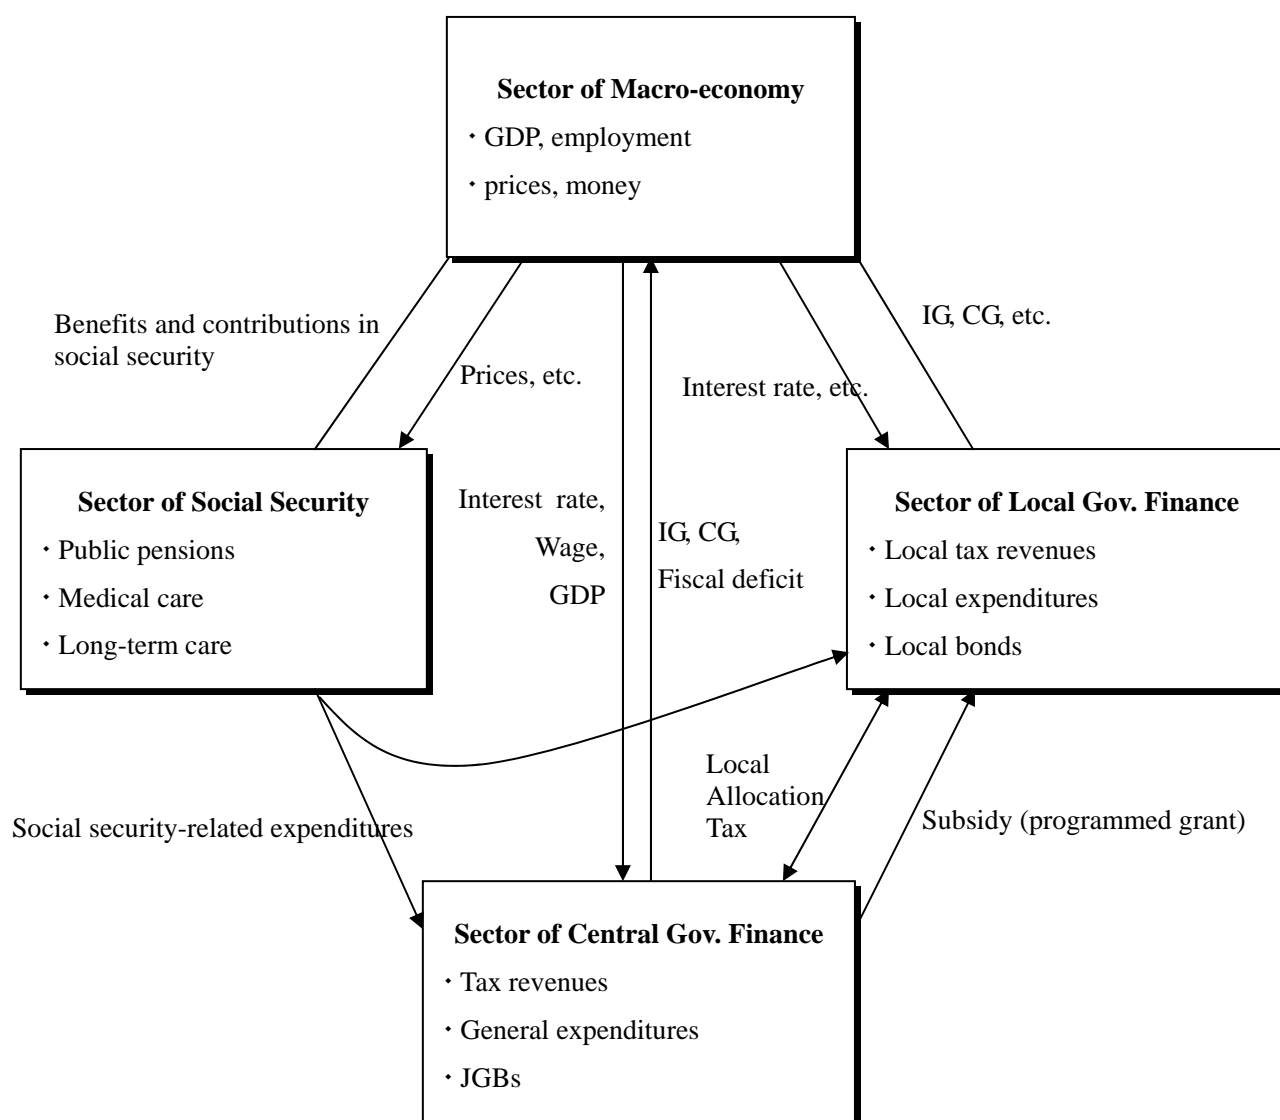 Sector of Macro-economy
・GDP, employment
・prices, money
Benefits and contributions in
social security
Prices, etc.
Interest rate, etc.
IG, CG, etc.
Sector of Social Security
・Public pensions
・Medical care
・Long-term care
Interest rate,
Wage,
GDP
IG, CG,
Fiscal deficit
Sector of Local Gov. Finance
・Local tax revenues
・Local expenditures
・Local bonds
Social security-related expenditures
Local
Allocation
Tax
Subsidy (programmed grant)
Sector of Central Gov. Finance
・Tax revenues
・General expenditures
・JGBs